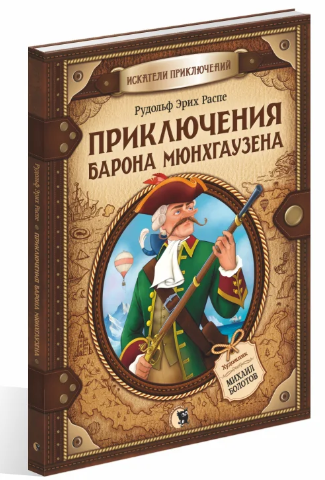 ИСКАТЕЛИ ПРИКЛЮЧЕНИЙ
Рудольф Эрих Распе
ПРИКЛЮЧЕНИЯ
БАРОНА МЮНХГАУЗЕНА
Художник
МИХАИЛ
БОЛОТОВ
Рудольф Эрих Распе ПРИКЛЮЧЕНИЯ БАРОНА МЮНХГАУЗЕНА